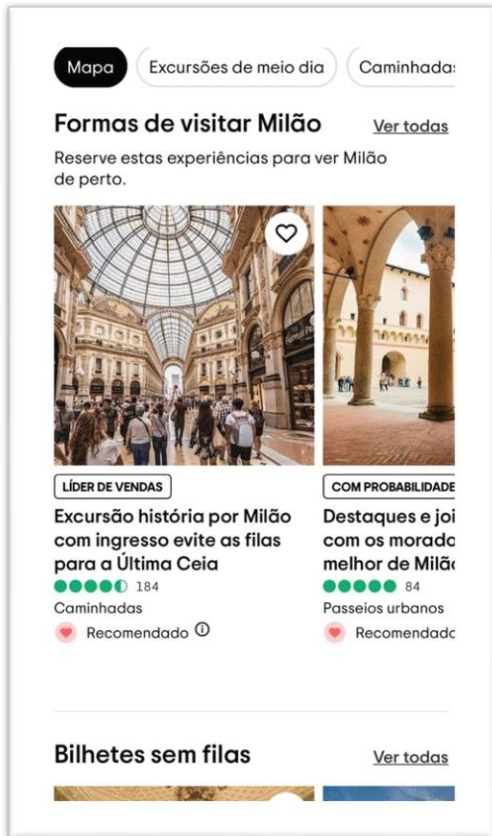 Mapa
Excursões de meio dia
Caminhadas
Formas de visitar Milão
Ver todas
Reserve estas experiências para ver Milão
de perto.
LÍDER DE VENDAS
Excursão história por Milão
com ingresso evite as filas
para a Última Ceia
184
Caminhadas
Recomendado
COM PROBABILIDADE
Destaques e joi
com os morado
melhor de Milão
84
Passeios urbanos
Recomendado
Bilhetes sem filas
Ver todas